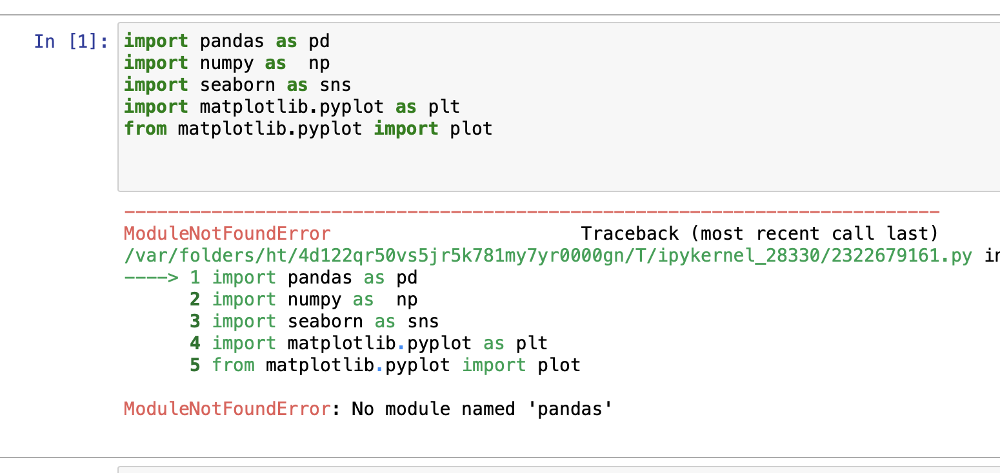 In [1]:
import pandas as pd
import numpy as  np
import seaborn as sns
import matplotlib.pyplot as plt
from matplotlib.pyplot import plot
---------------------------------------------------------------------------
ModuleNotFoundError                       Traceback (most recent call last)
/var/folders/ht/4d122qr50vs5jr5k781my7yr0000gn/T/ipykernel_28330/2322679161.py in
----> 1 import pandas as pd
      2 import numpy as  np
      3 import seaborn as sns
      4 import matplotlib.pyplot as plt
      5 from matplotlib.pyplot import plot
ModuleNotFoundError: No module named 'pandas'